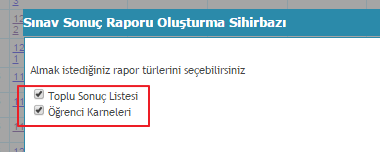 Sınav Sonuç Raporu Oluşturma Sihirbazı
Almak istediğiniz rapor türlerini seçebilirsiniz
Toplu Sonuç Listesi
Öğrenci Karneleri